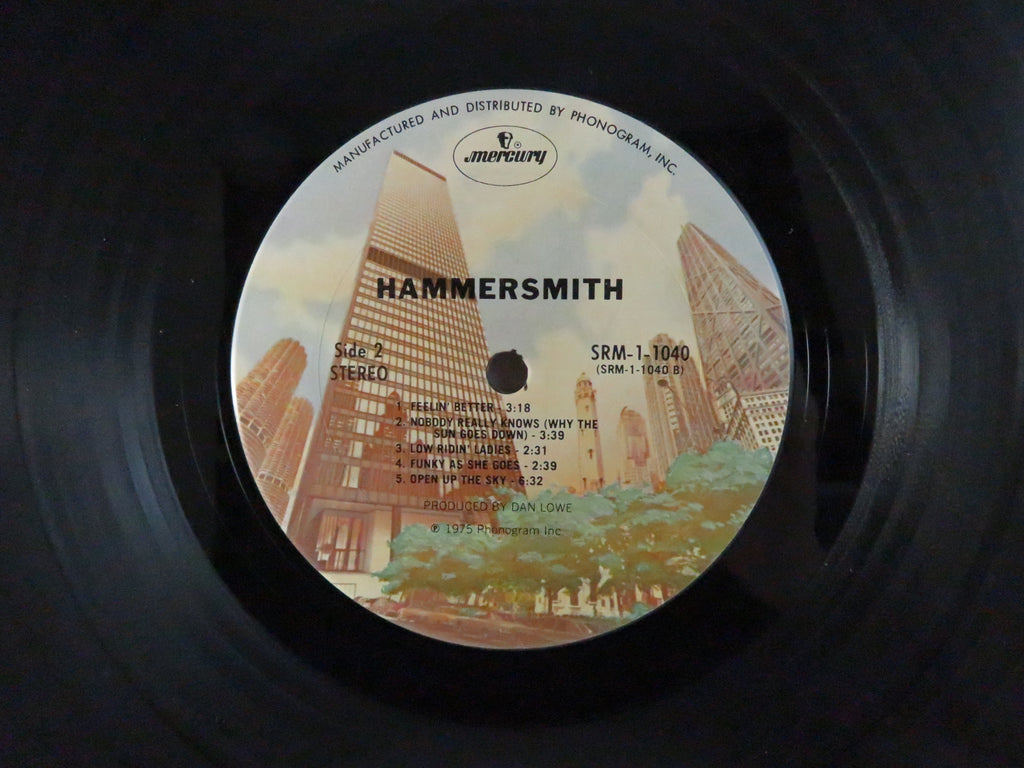 MANUFACTURED AND DISTRIBUTED BY PHONOGRAM, INC.
mercury
HAMMERSMITH
Side 2
STEREO
SRM-1-1040
(SRM-1-1040 B)
1. FEELIN' BETTER - 3:18
2. NOBODY REALLY KNOWS (WHY THE
SUN GOES DOWN) - 3:39
3. LOW RIDIN' LADIES - 2:31
4. FUNKY AS SHE GOES - 2:39
5. OPEN UP THE SKY - 6:32
PRODUCED BY DAN LOWE
℗ 1975 Phonogram Inc.